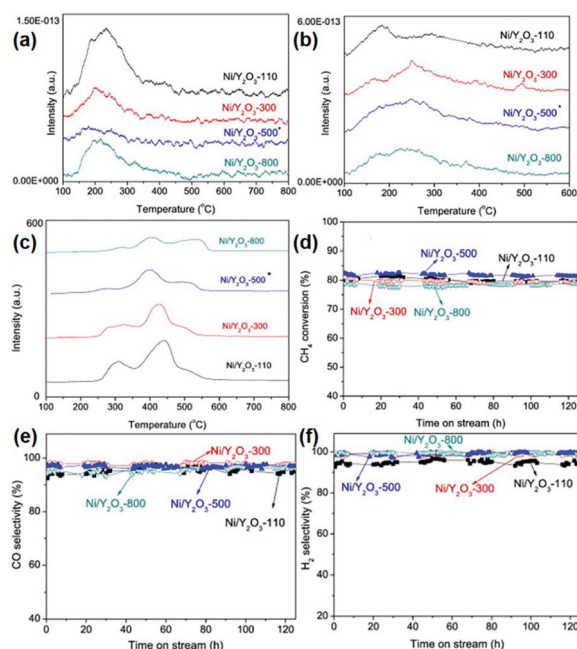 (a)
1.50E-013
Intensity (a.u.)
Ni/Y₂O₃-110
Ni/Y₂O₃-300
Ni/Y₂O₃-500*
Ni/Y₂O₃-800
0.00E+000
100 200 300 400 500 600 700 800
Temperature (°C)
(b)
6.00E-013
Intensity (a.u.)
Ni/Y₂O₃-110
Ni/Y₂O₃-300
Ni/Y₂O₃-500*
Ni/Y₂O₃-800
0.00E+000
100 200 300 400 500 600
Temperature (°C)
(c)
600
Intensity (a.u.)
Ni/Y₂O₃-800
Ni/Y₂O₃-500*
Ni/Y₂O₃-300
Ni/Y₂O₃-110
0
100 200 300 400 500 600 700 800
Temperature (°C)
(d)
CH₄ conversion (%)
100
90
80
70
60
50
40
Ni/Y₂O₃-500
Ni/Y₂O₃-110
Ni/Y₂O₃-300
Ni/Y₂O₃-800
0 20 40 60 80 100 120
Time on stream (h)
(e)
CO selectivity (%)
100
80
60
40
Ni/Y₂O₃-300
Ni/Y₂O₃-800
Ni/Y₂O₃-500
Ni/Y₂O₃-110
0 20 40 60 80 100 120
Time on stream (h)
(f)
H₂ selectivity (%)
100
80
60
40
20
Ni/Y₂O₃-800
Ni/Y₂O₃-500
Ni/Y₂O₃-300
Ni/Y₂O₃-110
0 20 40 60 80 100 120
Time on stream (h)